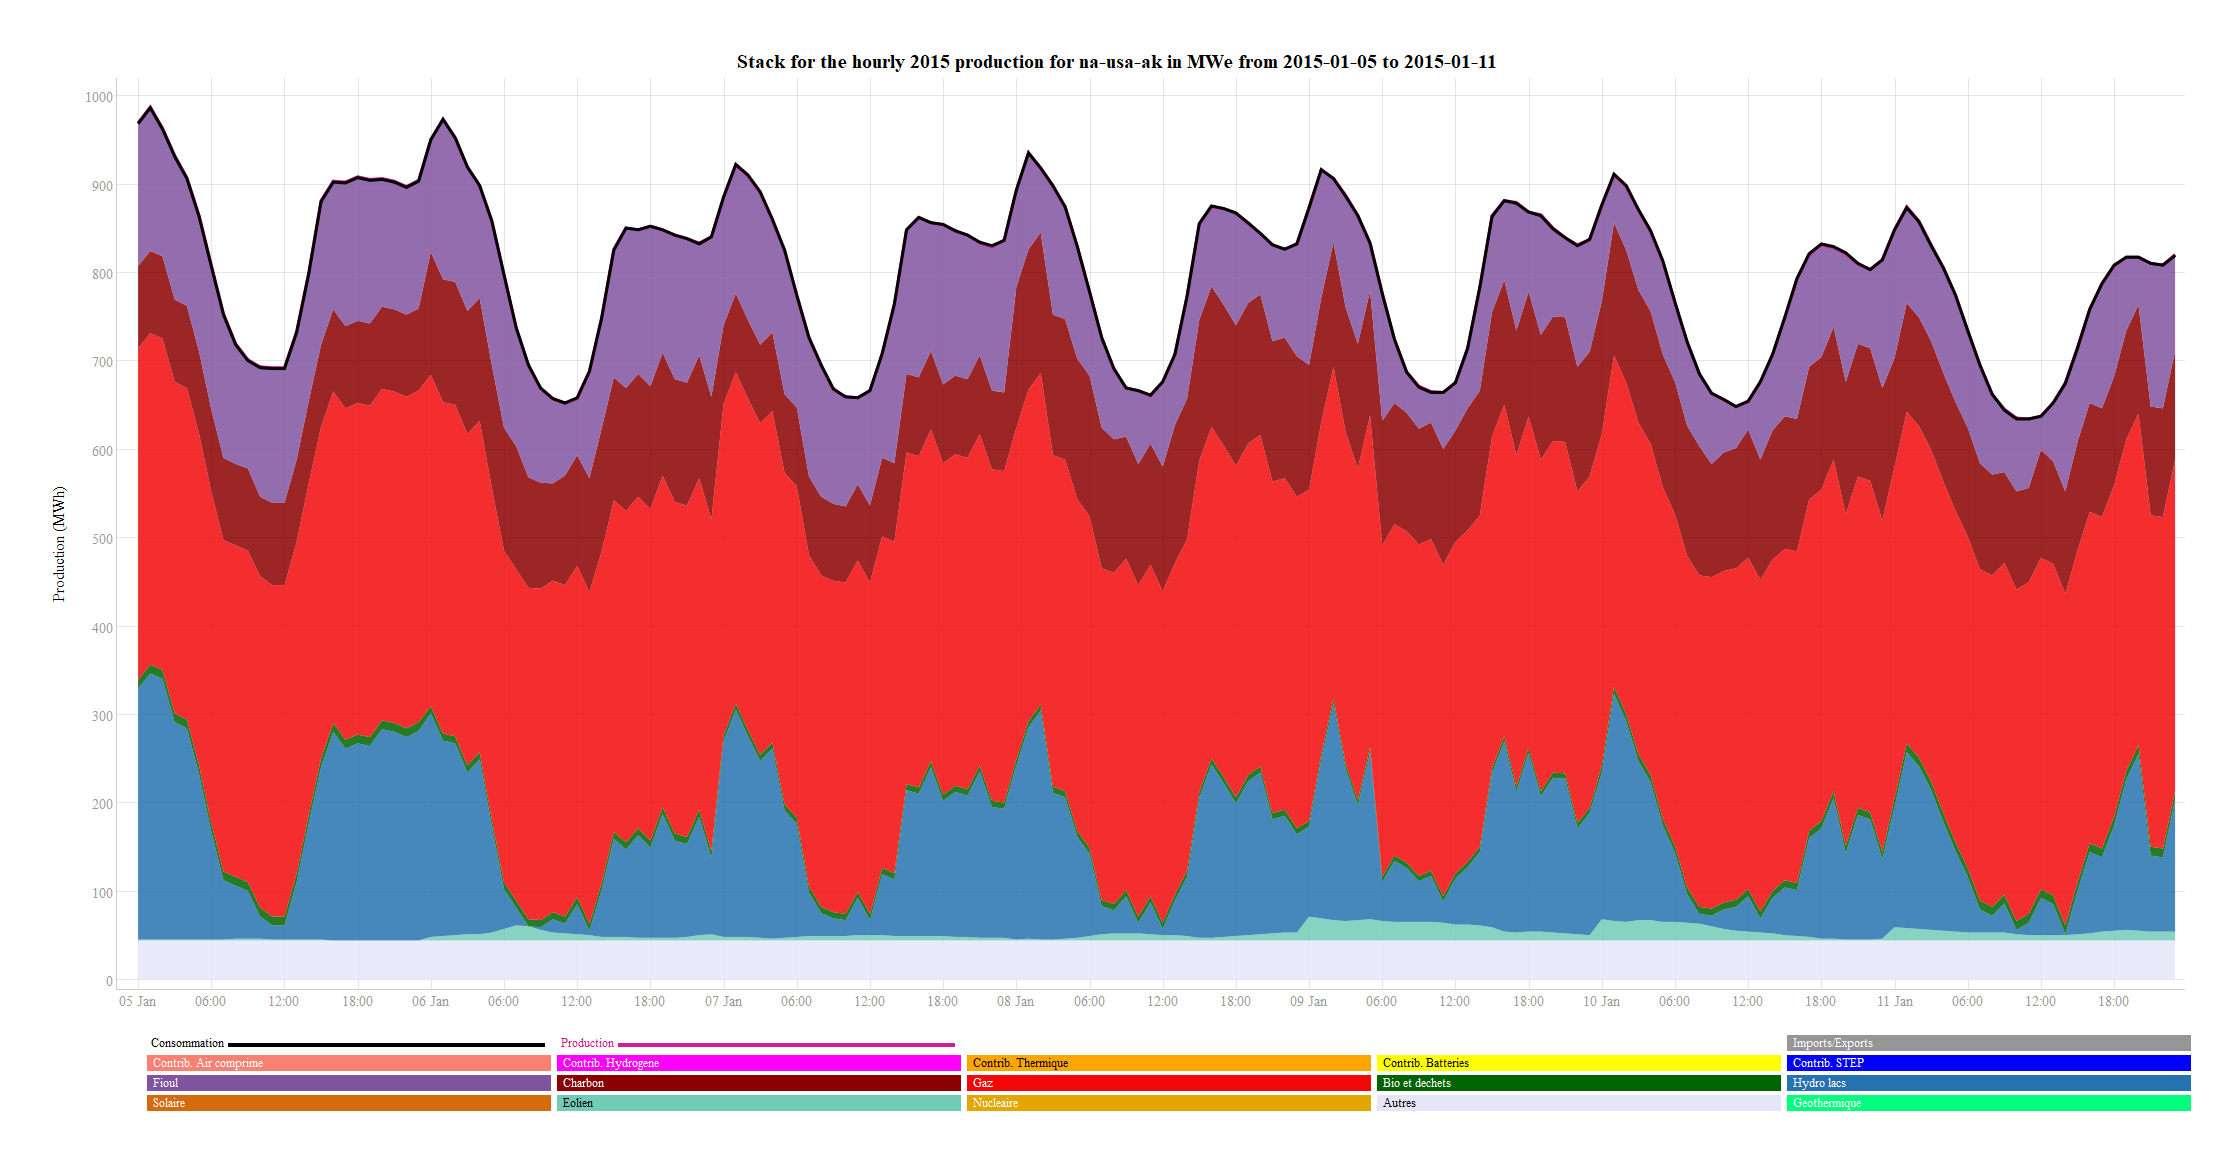 Stack for the hourly 2015 production for na-usa-ak in MWe from 2015-01-05 to 2015-01-11
Production (MWh)
1000
900
800
700
600
500
400
300
200
100
0
05 Jan 06:00 12:00 18:00 06 Jan 06:00 12:00 18:00 07 Jan 06:00 12:00 18:00 08 Jan 06:00 12:00 18:00 09 Jan 06:00 12:00 18:00 10 Jan 06:00 12:00 18:00 11 Jan 06:00 12:00 18:00
Consommation Production Imports/Exports
Contrib. Air comprime Contrib. Hydrogene Contrib. Thermique Contrib. Batteries Contrib. STEP
Fioul Charbon Gaz Bio et dechets Hydro lacs
Solaire Eolien Nucleaire Autres Geothermique